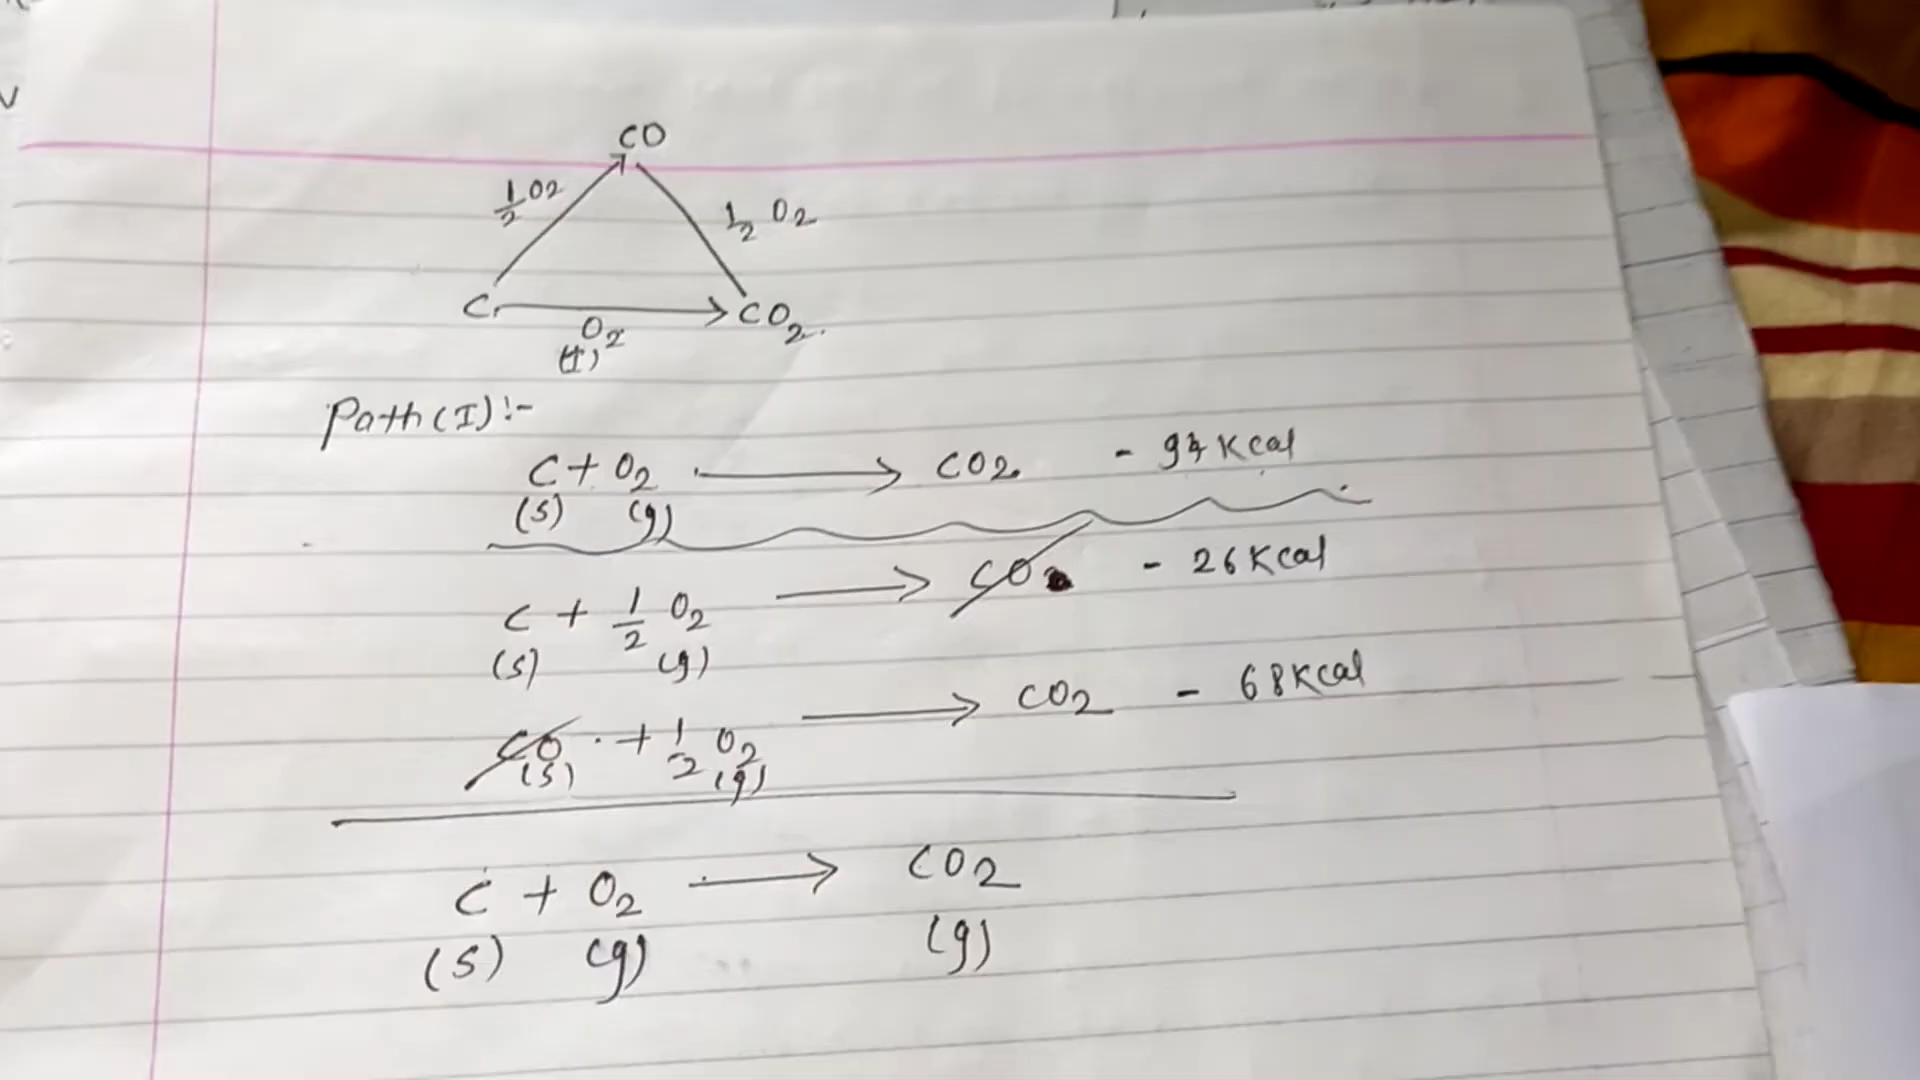 CO
1/2 O2 1/2 O2
C CO2.
O2
(I)
Path (I) :-
C + O2 → CO2 - 94 Kcal
(s) (g)
C + 1/2 O2 → CO - 26 Kcal
(s) (g)
CO + 1/2 O2 → CO2 - 68 Kcal
(s) (g)
C + O2 → CO2
(s) (g) (g)